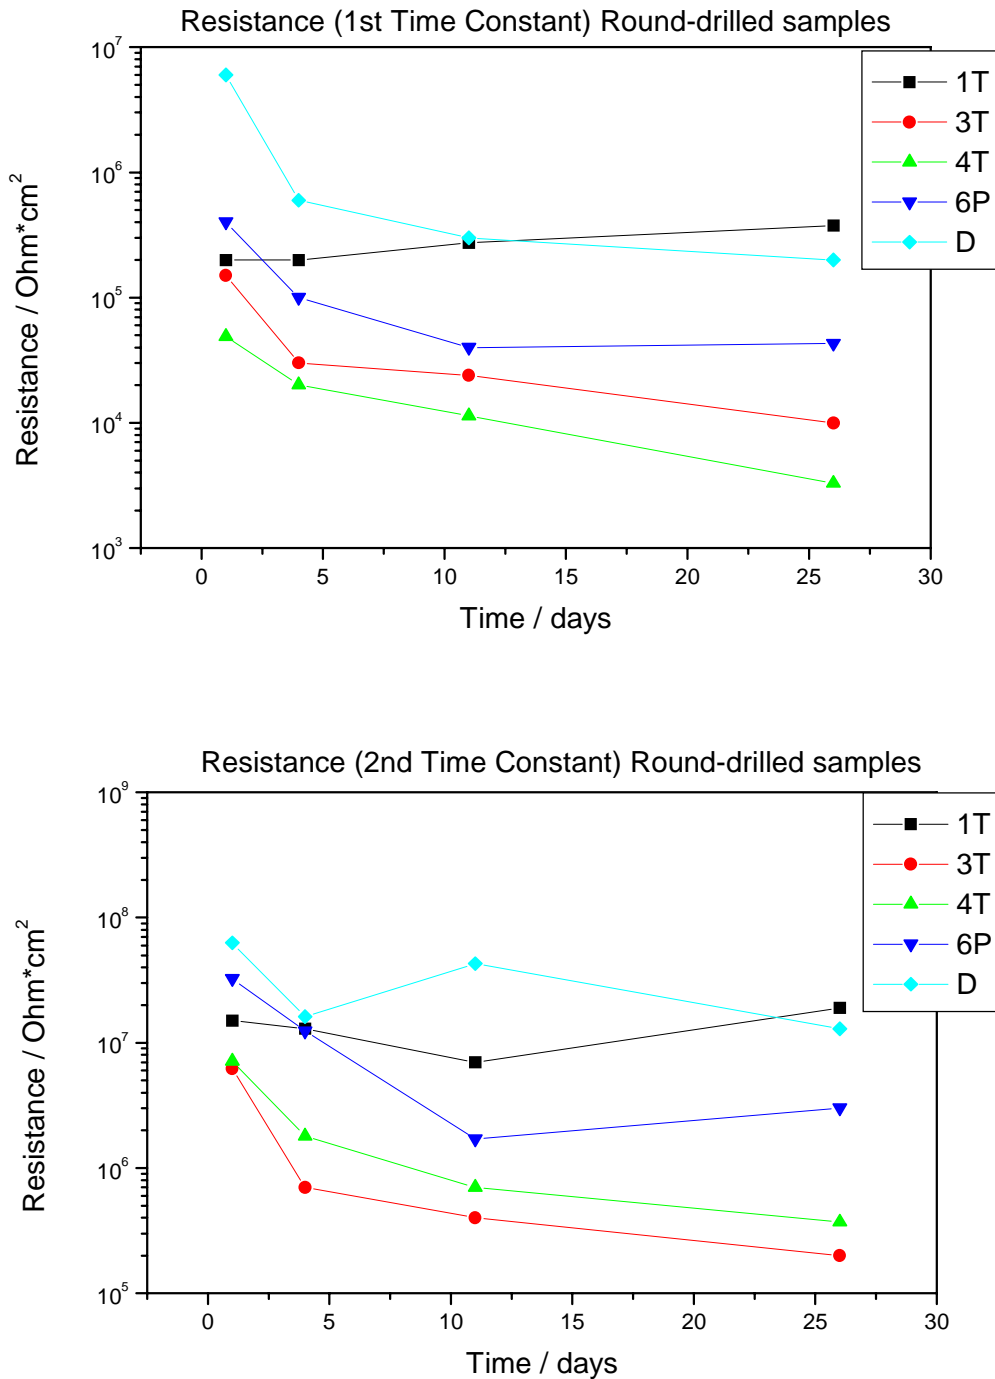 Resistance (1st Time Constant) Round-drilled samples
10^7
10^6
10^5
10^4
10^3
Resistance / Ohm*cm^2
0 5 10 15 20 25 30
Time / days
1T
3T
4T
6P
D
Resistance (2nd Time Constant) Round-drilled samples
10^9
10^8
10^7
10^6
10^5
Resistance / Ohm*cm^2
0 5 10 15 20 25 30
Time / days
1T
3T
4T
6P
D